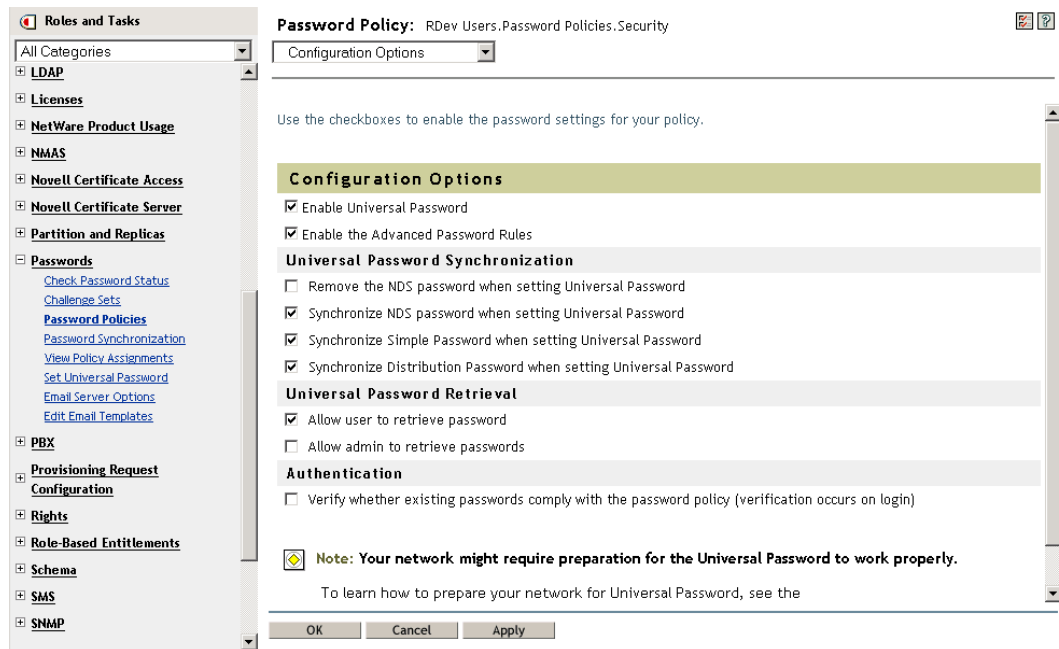 Roles and Tasks
All Categories
LDAP
Licenses
NetWare Product Usage
NMAS
Novell Certificate Access
Novell Certificate Server
Partition and Replicas
Passwords
Check Password Status
Challenge Sets
Password Policies
Password Synchronization
View Policy Assignments
Set Universal Password
Email Server Options
Edit Email Templates
PBX
Provisioning Request
Configuration
Rights
Role-Based Entitlements
Schema
SMS
SNMP
Password Policy: RDev Users.Password Policies.Security
Configuration Options
Use the checkboxes to enable the password settings for your policy.
Configuration Options
Enable Universal Password
Enable the Advanced Password Rules
Universal Password Synchronization
Remove the NDS password when setting Universal Password
Synchronize NDS password when setting Universal Password
Synchronize Simple Password when setting Universal Password
Synchronize Distribution Password when setting Universal Password
Universal Password Retrieval
Allow user to retrieve password
Allow admin to retrieve passwords
Authentication
Verify whether existing passwords comply with the password policy (verification occurs on login)
Note: Your network might require preparation for the Universal Password to work properly.
To learn how to prepare your network for Universal Password, see the
OK Cancel Apply